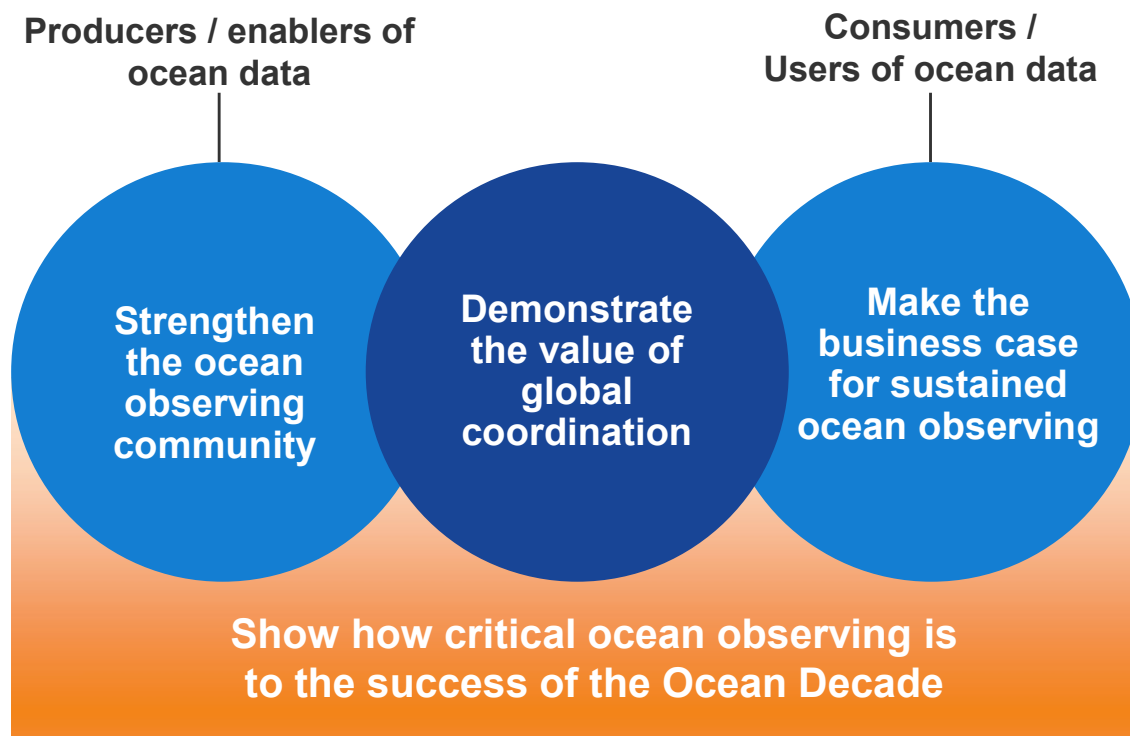 Producers / enablers of
ocean data
Consumers /
Users of ocean data
Strengthen
the ocean
observing
community
Demonstrate
the value of
global
coordination
Make the
business case
for sustained
ocean observing
Show how critical ocean observing is
to the success of the Ocean Decade